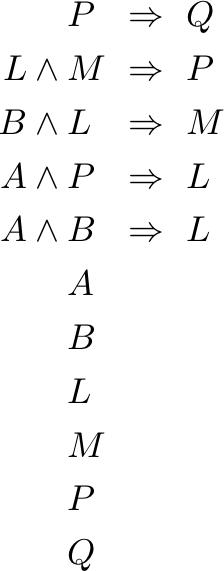 P ⇒ Q
L ∧ M ⇒ P
B ∧ L ⇒ M
A ∧ P ⇒ L
A ∧ B ⇒ L
A
B
L
M
P
Q